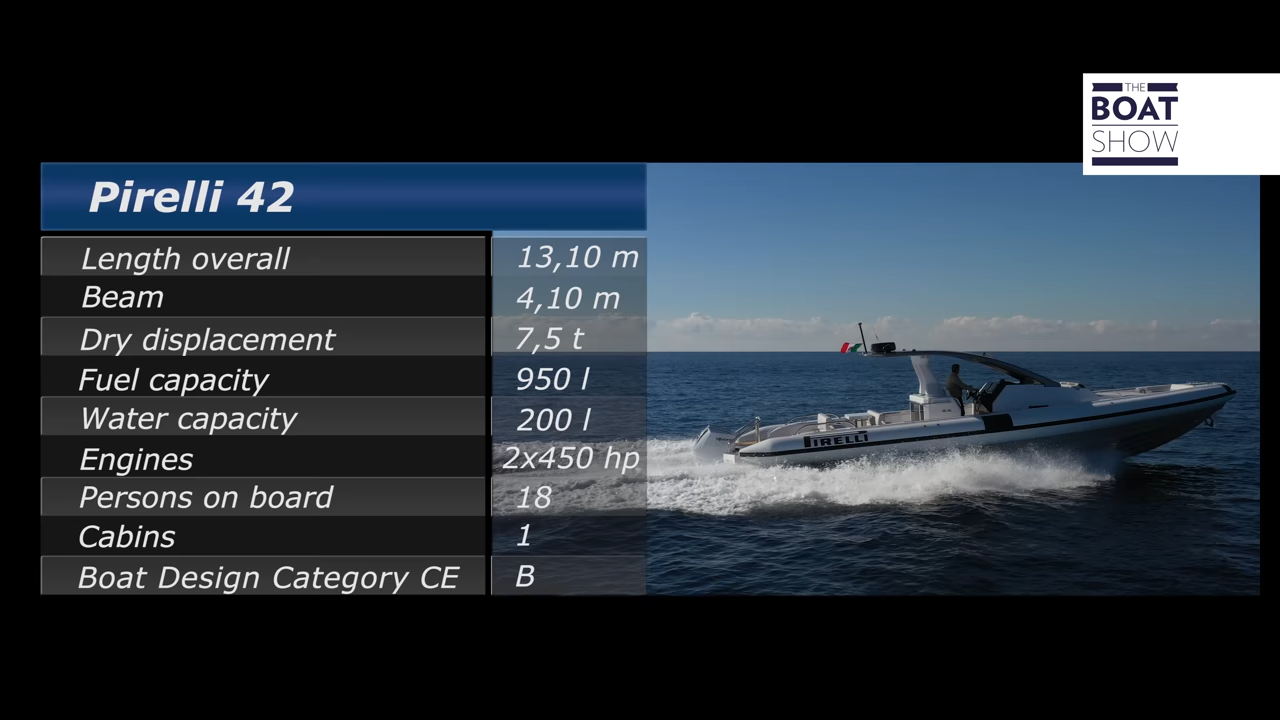 THE
BOAT
SHOW
Pirelli 42
Length overall 13,10 m
Beam 4,10 m
Dry displacement 7,5 t
Fuel capacity 950 l
Water capacity 200 l
Engines 2x450 hp
Persons on board 18
Cabins 1
Boat Design Category CE B
PIRELLI